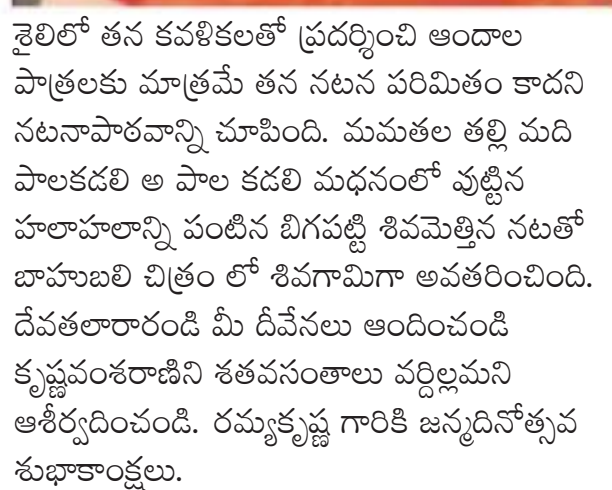 శైలిలో తన కవళికలతో ప్రదర్శించి ఆందాల
పాత్రలకు మాత్రమే తన నటన పరిమితం కాదని
నటనాపాఠవాన్ని చూపింది. మమతల తల్లి మది
పాలకడలి అ పాల కడలి మధనంలో వుట్టిన
హలాహలాన్ని పంటిన బిగపట్టి శివమెత్తిన నటతో
బాహుబలి చిత్రం లో శివగామిగా అవతరించింది.
దేవతలారారండి మీ దీవేనలు ఆందించండి
కృష్ణవంశరాణిని శతవసంతాలు వర్దిల్లమని
ఆశీర్వదించండి. రమ్యకృష్ణ గారికి జన్మదినోత్సవ
శుభాకాంక్షలు.